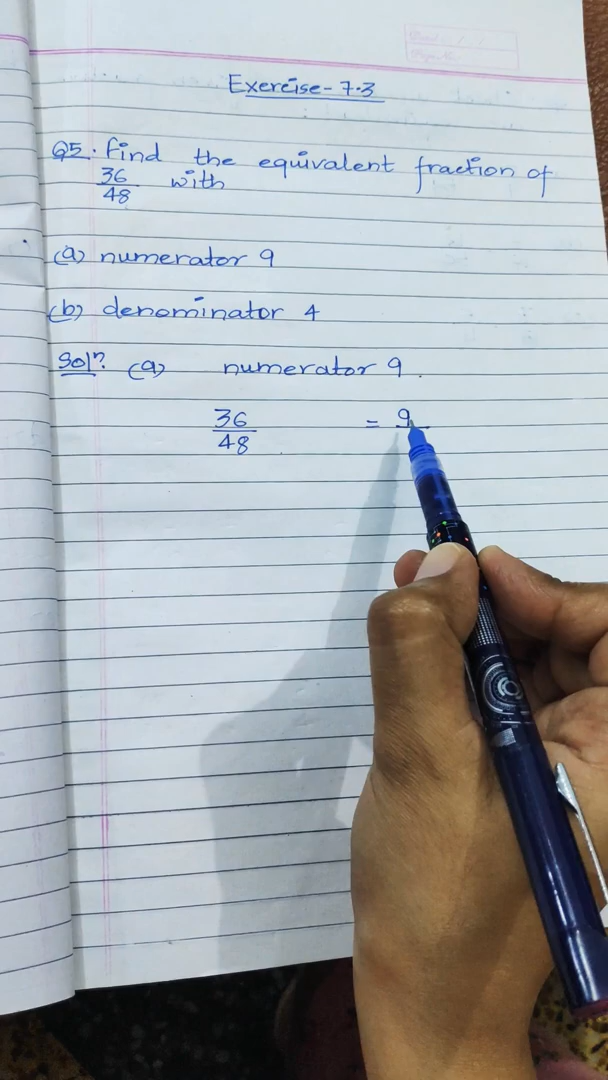 Exercise-7.3
Q5. Find the equivalent fraction of
36/48 with
(a) numerator 9
(b) denominator 4
Solⁿ. (a) numerator 9.
36/48 = 9